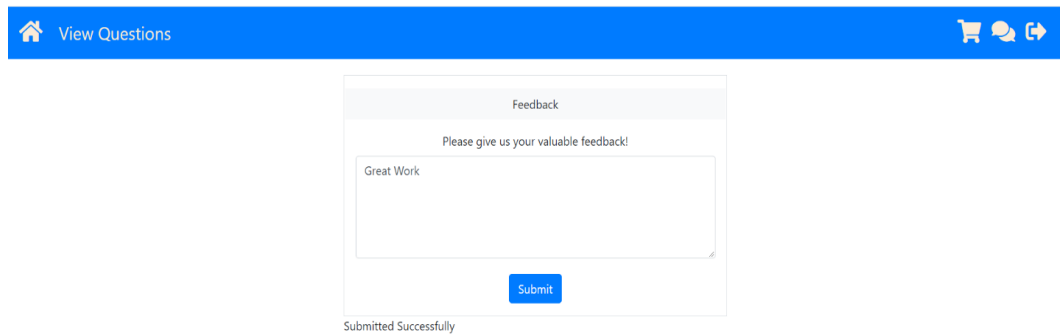 View Questions
Feedback
Please give us your valuable feedback!
Great Work
Submit
Submitted Successfully